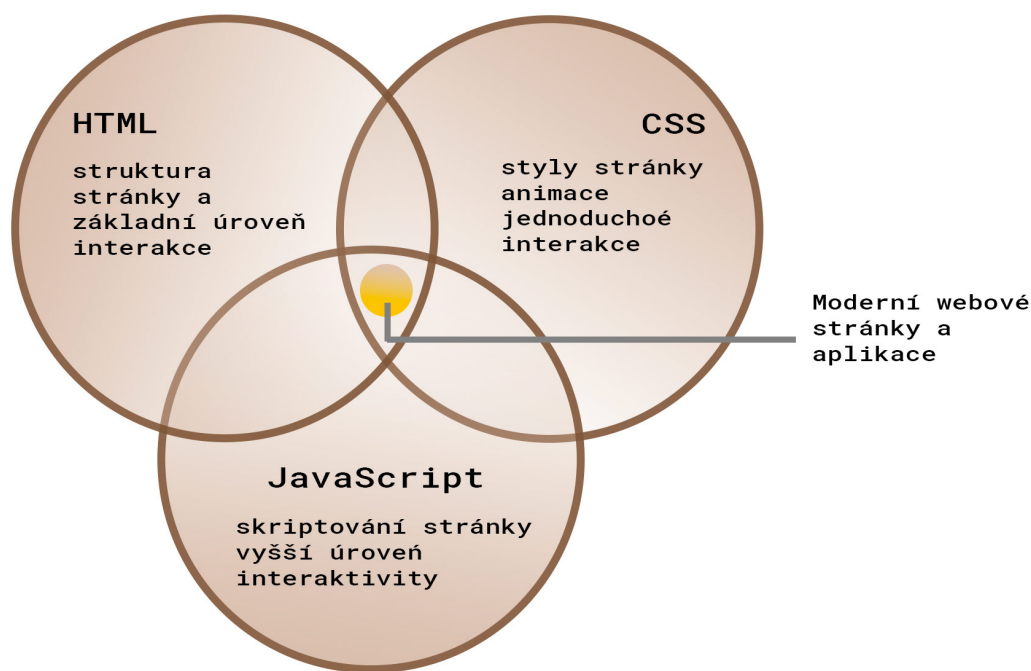 HTML
struktura
stránky a
základní úroveň
interakce
CSS
styly stránky
animace
jednoduchoé
interakce
Moderní webové
stránky a
aplikace
JavaScript
skriptování stránky
vyšší úroveň
interaktivity